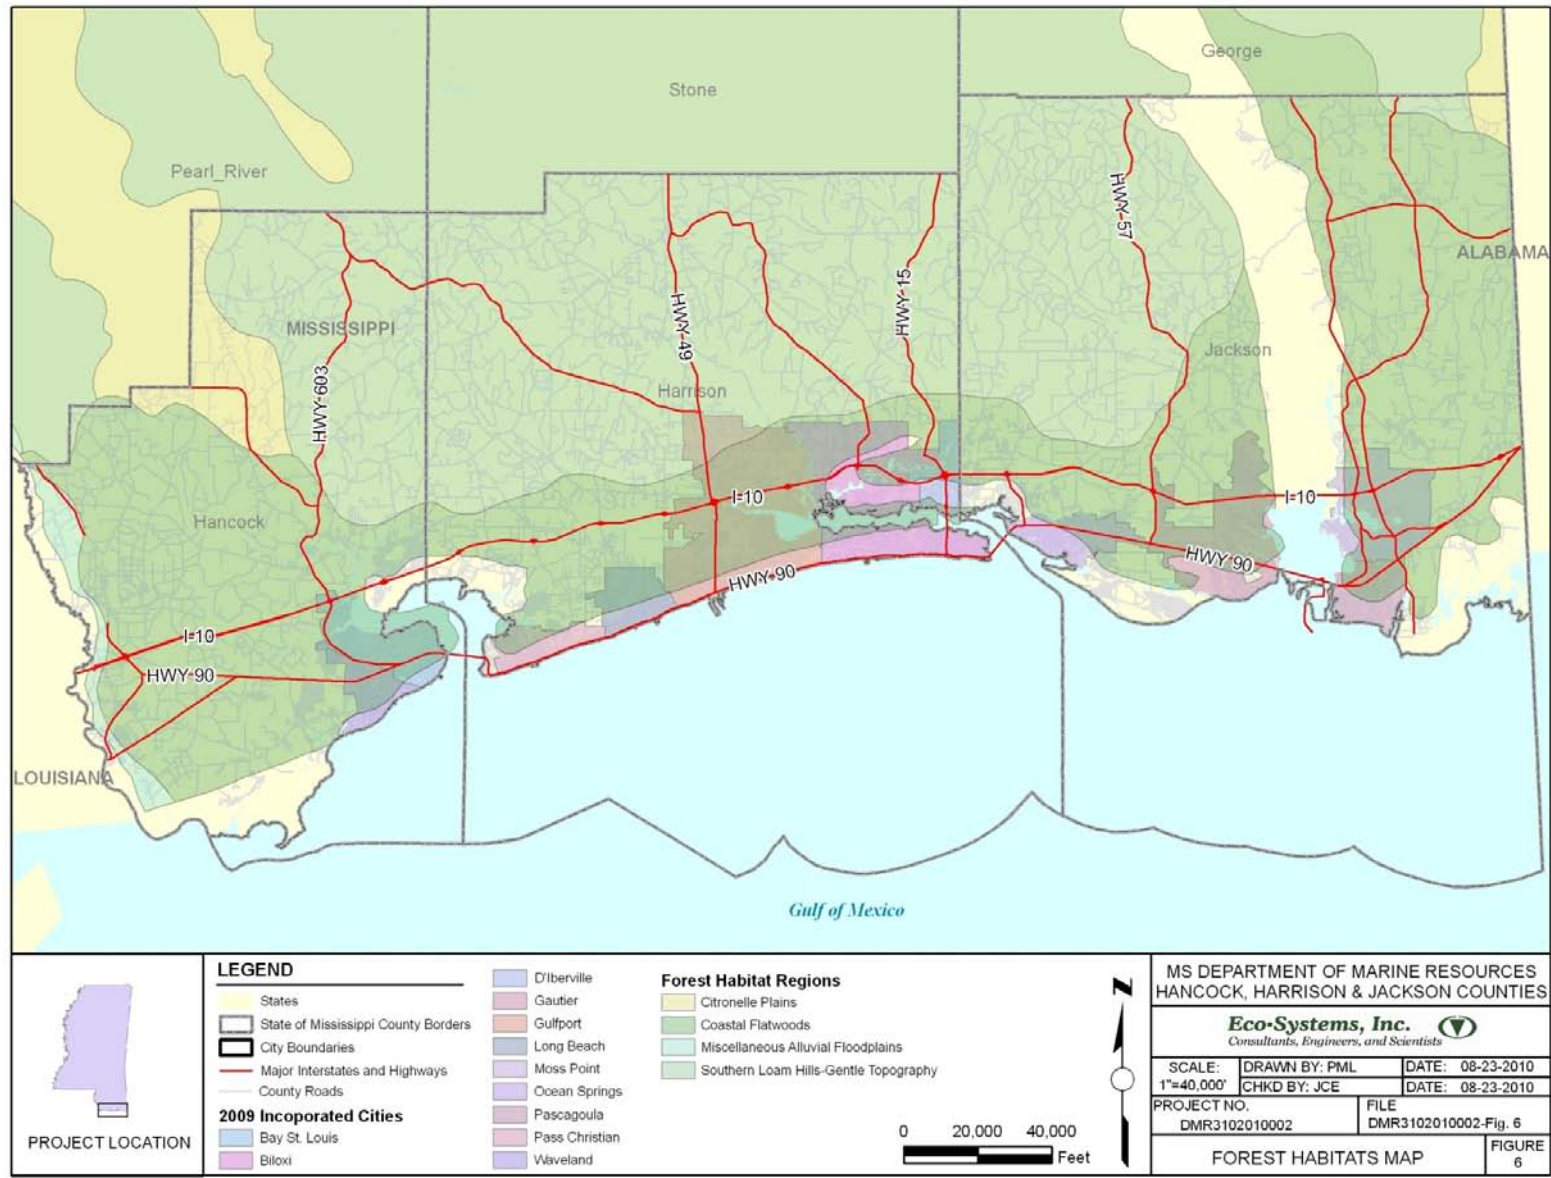 George
Stone
Pearl_River
HWY 57
ALABAMA
HWY 15
HWY 49
MISSISSIPPI
Jackson
HWY 603
Harrison
I-10
I-10
Hancock
HWY 90
HWY 90
I-10
HWY 90
LOUISIANA
Gulf of Mexico
PROJECT LOCATION
LEGEND
States
State of Mississippi County Borders
City Boundaries
Major Interstates and Highways
County Roads
2009 Incoporated Cities
Bay St. Louis
Biloxi
D'Iberville
Gautier
Gulfport
Long Beach
Moss Point
Ocean Springs
Pascagoula
Pass Christian
Waveland
Forest Habitat Regions
Citronelle Plains
Coastal Flatwoods
Miscellaneous Alluvial Floodplains
Southern Loam Hills-Gentle Topography
N
0 20,000 40,000
Feet
MS DEPARTMENT OF MARINE RESOURCES
HANCOCK, HARRISON & JACKSON COUNTIES
Eco-Systems, Inc.
Consultants, Engineers, and Scientists
SCALE:
1"=40,000'
DRAWN BY: PML
DATE: 08-23-2010
CHKD BY: JCE
DATE: 08-23-2010
PROJECT NO.
DMR3102010002
FILE
DMR3102010002-Fig. 6
FOREST HABITATS MAP
FIGURE
6